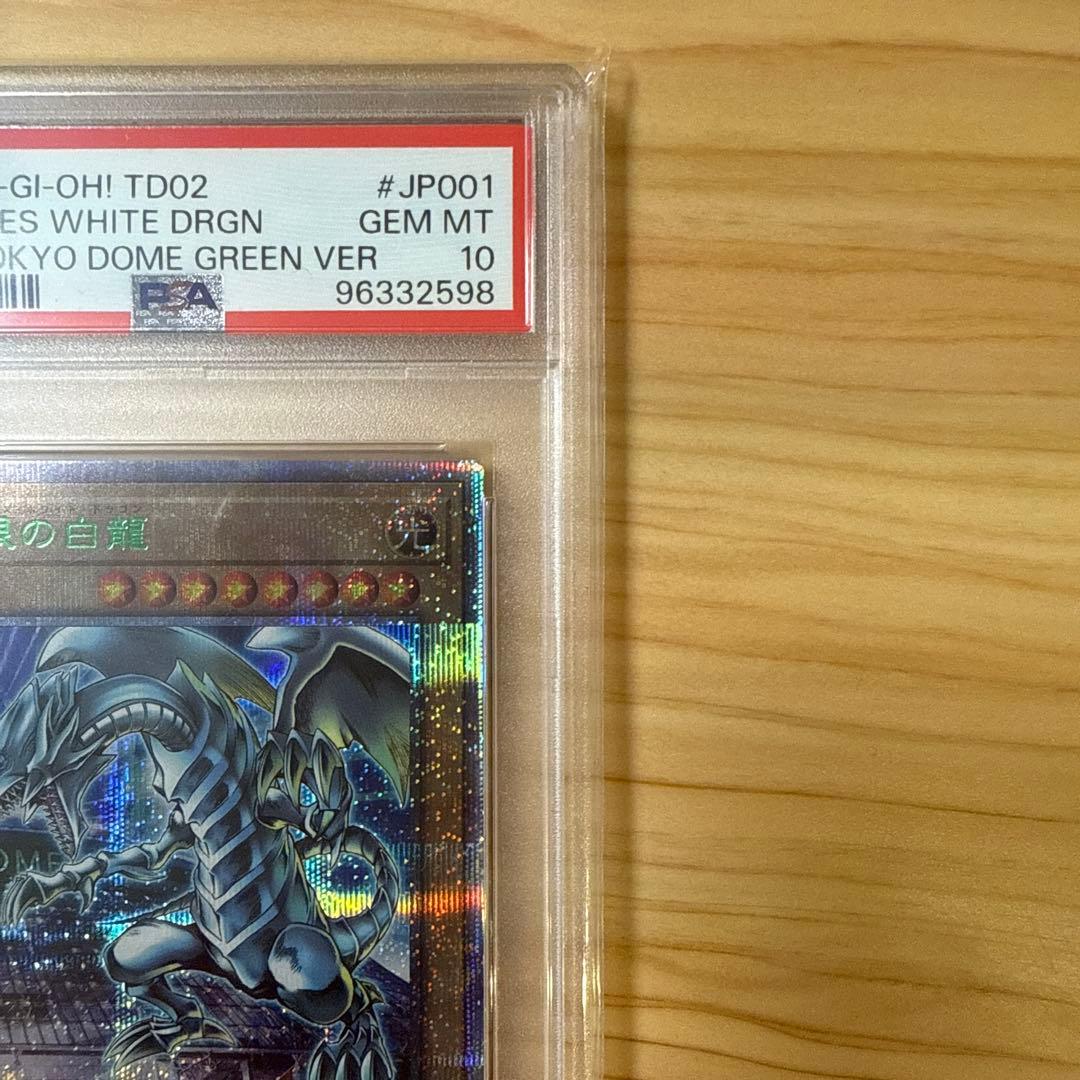 -GI-OH! TD02 #JP001
ES WHITE DRGN GEM MT
OKYO DOME GREEN VER 10
PSA 96332598
眼の白龍
光
DOME